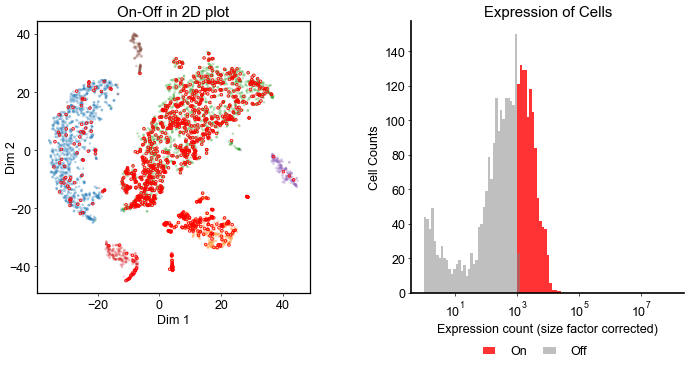 On-Off in 2D plot
40
20
0
−20
−40
Dim 2
−20 0 20 40
Dim 1
Expression of Cells
140
120
100
80
60
40
20
0
Cell Counts
10^1 10^3 10^5 10^7
Expression count (size factor corrected)
On Off